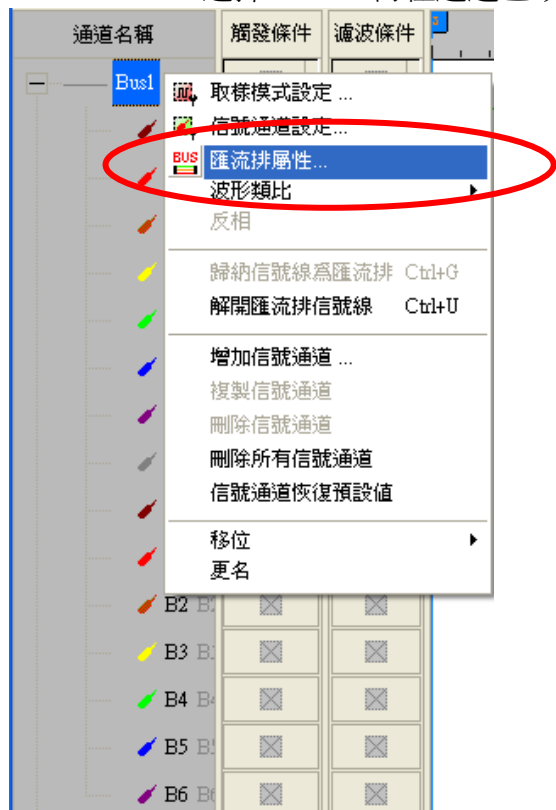 通道名稱 觸發條件 濾波條件
Bus1
取樣模式設定 ...
信號通道設定...
BUS 匯流排屬性...
波形類比
反相
歸納信號線為匯流排 Ctrl+G
解開匯流排信號線 Ctrl+U
增加信號通道 ...
複製信號通道
刪除信號通道
刪除所有信號通道
信號通道恢復預設值
移位
更名
B2
B3
B4
B5
B6